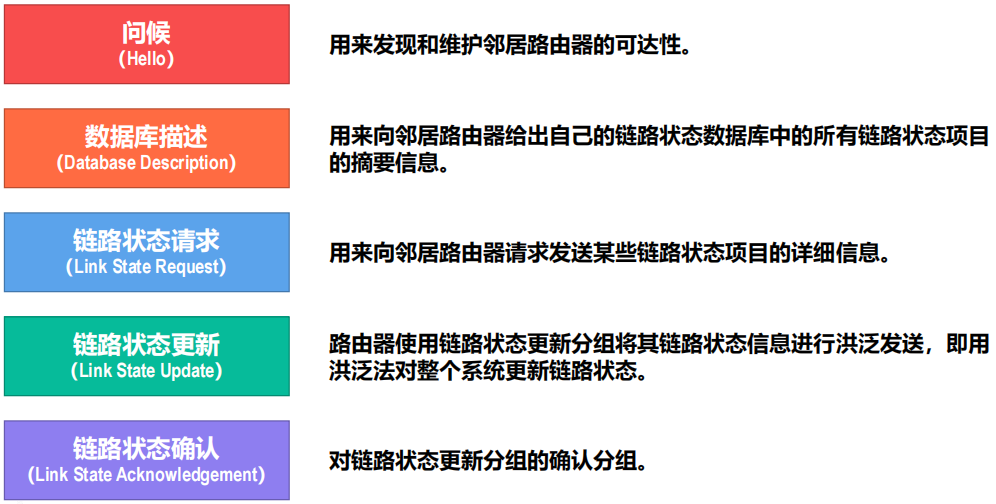 问候
（Hello）
用来发现和维护邻居路由器的可达性。
数据库描述
（Database Description）
用来向邻居路由器给出自己的链路状态数据库中的所有链路状态项目
的摘要信息。
链路状态请求
（Link State Request）
用来向邻居路由器请求发送某些链路状态项目的详细信息。
链路状态更新
（Link State Update）
路由器使用链路状态更新分组将其链路状态信息进行洪泛发送，即用
洪泛法对整个系统更新链路状态。
链路状态确认
（Link State Acknowledgement）
对链路状态更新分组的确认分组。